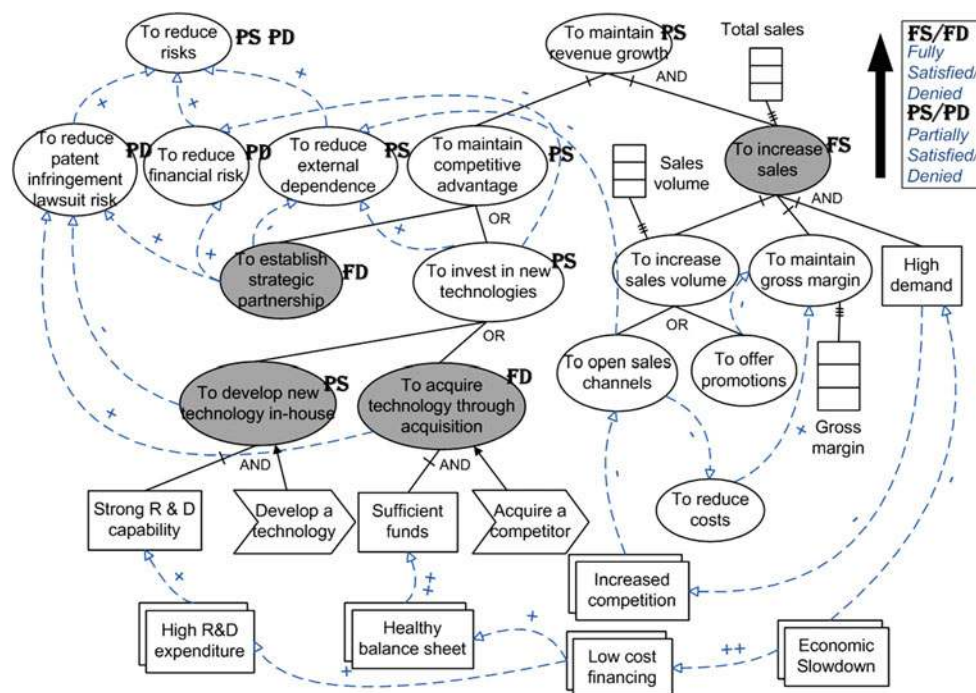 To reduce
risks
PS PD
To maintain
revenue growth
PS
AND
Total sales
FS/FD
Fully
Satisfied/
Denied
PS/PD
Partially
Satisfied/
Denied
To reduce
patent
infringement
lawsuit risk
PD
To reduce
financial risk
PD
To reduce
external
dependence
PS
To maintain
competitive
advantage
PS
Sales
volume
To increase
sales
FS
AND
OR
To establish
strategic
partnership
FD
To invest in new
technologies
PS
To increase
sales volume
To maintain
gross margin
High
demand
OR
OR
To open sales
channels
To offer
promotions
To develop new
technology in-house
PS
To acquire
technology through
acquisition
FD
Gross
margin
AND
AND
Strong R & D
capability
Develop a
technology
Sufficient
funds
Acquire a
competitor
To reduce
costs
Increased
competition
High R&D
expenditure
Healthy
balance sheet
Low cost
financing
Economic
Slowdown
+
+
+
+
+
+
+
+
+
+
+
+
+
++
++
-
-
-
-
-
-
-
-
-